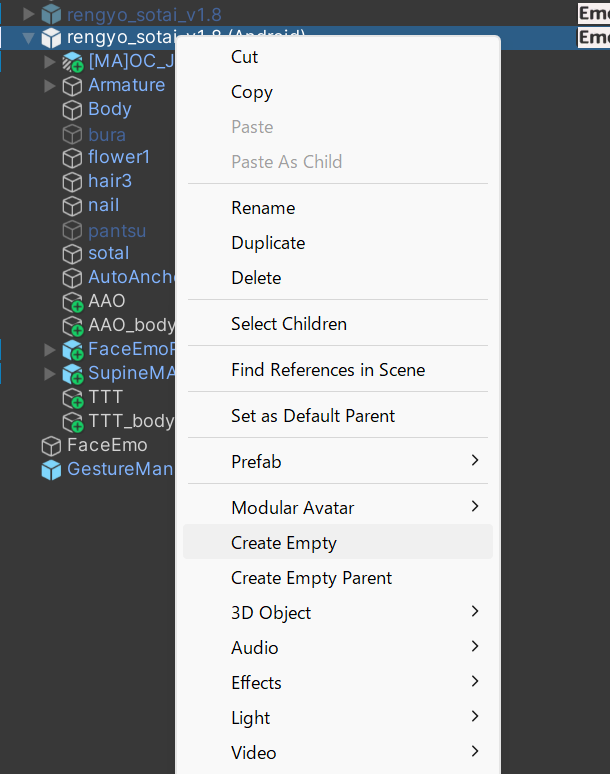 rengyo_sotai_v1.8
Emo
rengyo_sotai_v1.8 (Android)
Emo
[MA]OC_J
Armature
Body
bura
flower1
hair3
nail
pantsu
sotal
AutoAncho
AAO
AAO_body
FaceEmoP
SupineMA
TTT
TTT_body
FaceEmo
GestureMan
Cut
Copy
Paste
Paste As Child
Rename
Duplicate
Delete
Select Children
Find References in Scene
Set as Default Parent
Prefab
Modular Avatar
Create Empty
Create Empty Parent
3D Object
Audio
Effects
Light
Video